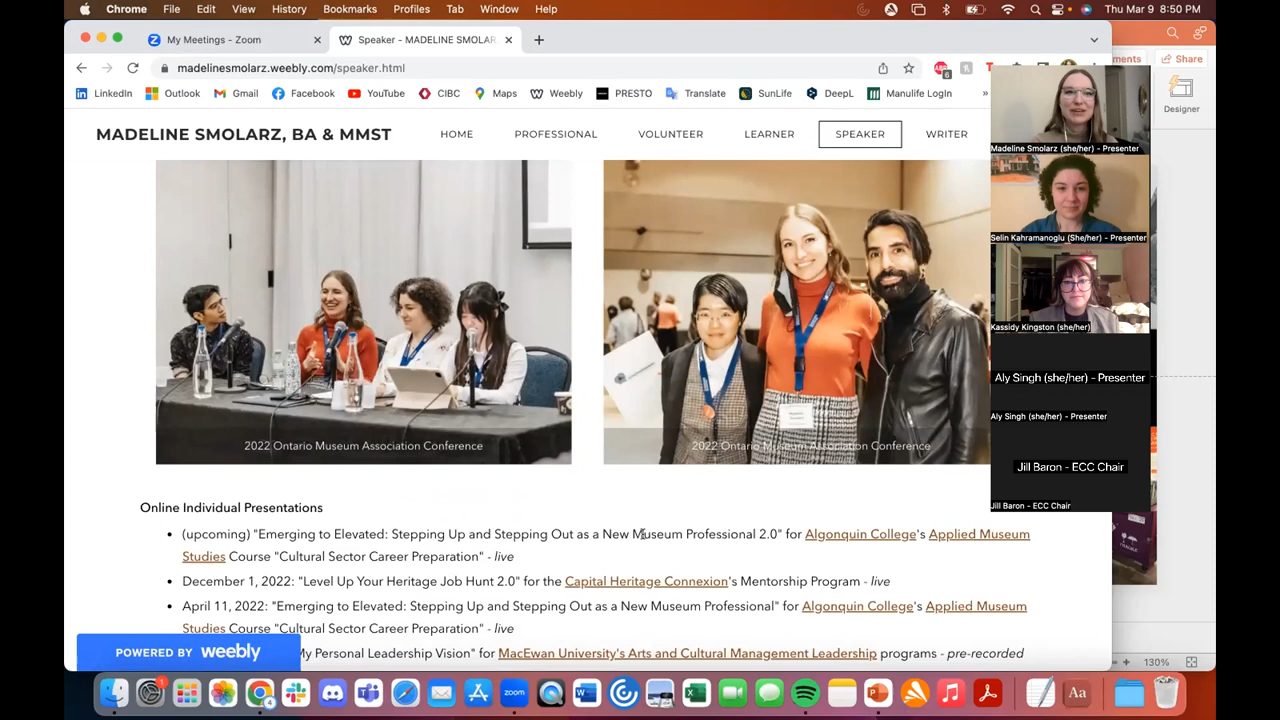 Chrome File Edit View History Bookmarks Profiles Tab Window Help Thu Mar 9 8:50 PM
My Meetings - Zoom
Speaker - MADELINE SMOLAR
madelinesmolarz.weebly.com/speaker.html
ments Share
LinkedIn Outlook Gmail Facebook YouTube CIBC Maps Weebly PRESTO Translate SunLife DeepL Manulife LogIn »
Designer
MADELINE SMOLARZ, BA & MMST
HOME PROFESSIONAL VOLUNTEER LEARNER SPEAKER WRITER
Madeline Smolarz (she/her) - Presenter
Selin Kahramanoglu (She/her) - Presenter
Kassidy Kingston (she/her)
Aly Singh (she/her) - Presenter
Aly Singh (she/her) - Presenter
Jill Baron - ECC Chair
Jill Baron - ECC Chair
2022 Ontario Museum Association Conference
2022 Ontario Museum Association Conference
Online Individual Presentations
• (upcoming) "Emerging to Elevated: Stepping Up and Stepping Out as a New Museum Professional 2.0" for Algonquin College's Applied Museum
Studies Course "Cultural Sector Career Preparation" - live
• December 1, 2022: "Level Up Your Heritage Job Hunt 2.0" for the Capital Heritage Connexion's Mentorship Program - live
• April 11, 2022: "Emerging to Elevated: Stepping Up and Stepping Out as a New Museum Professional" for Algonquin College's Applied Museum
Studies Course "Cultural Sector Career Preparation" - live
My Personal Leadership Vision" for MacEwan University's Arts and Cultural Management Leadership programs - pre-recorded
POWERED BY weebly
130%
zoom
Aa